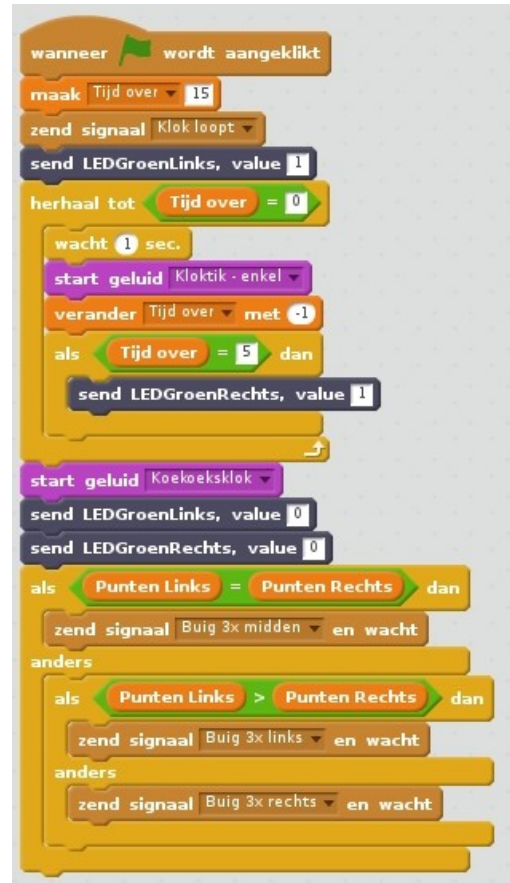 wanneer wordt aangeklikt
maak Tijd over 15
zend signaal Klok loopt
send LEDGroenLinks, value 1
herhaal tot Tijd over = 0
wacht 1 sec.
start geluid Kloktik - enkel
verander Tijd over met -1
als Tijd over = 5 dan
send LEDGroenRechts, value 1
start geluid Koekoeksklok
send LEDGroenLinks, value 0
send LEDGroenRechts, value 0
als Punten Links = Punten Rechts dan
zend signaal Buig 3x midden en wacht
anders
als Punten Links > Punten Rechts dan
zend signaal Buig 3x links en wacht
anders
zend signaal Buig 3x rechts en wacht